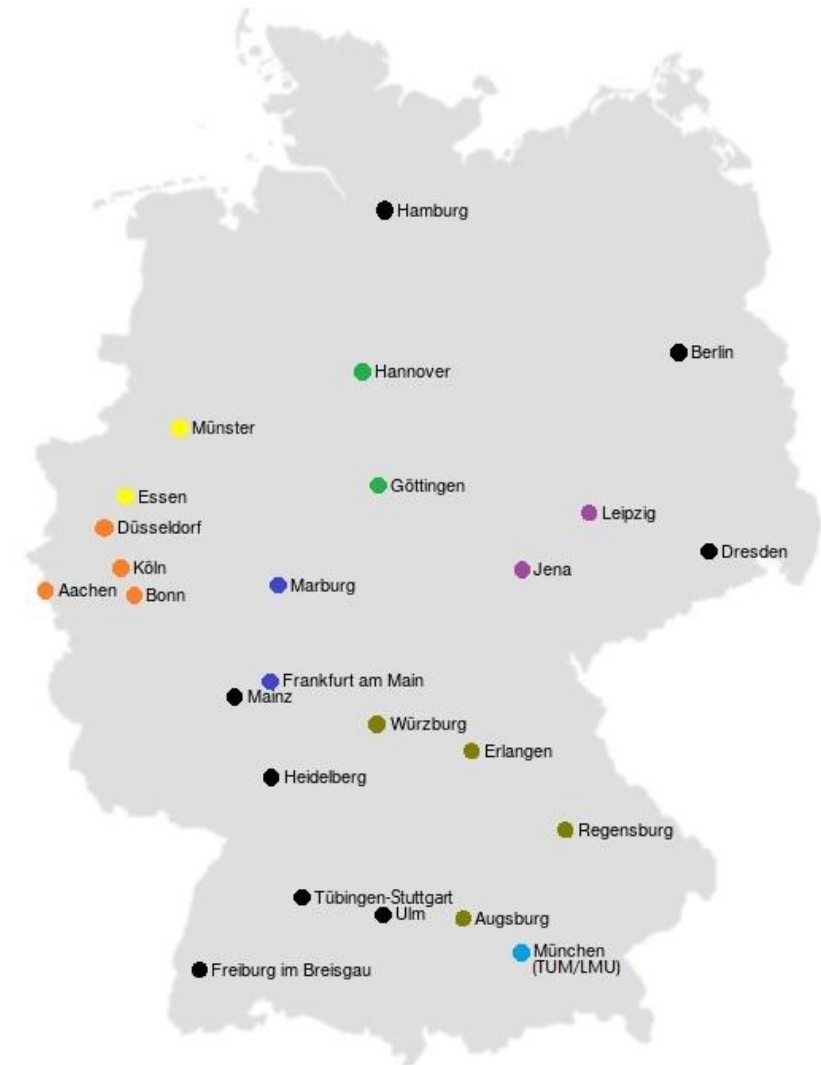 Hamburg
Berlin
Hannover
Münster
Göttingen
Essen
Leipzig
Düsseldorf
Dresden
Köln
Jena
Marburg
Aachen
Bonn
Frankfurt am Main
Mainz
Würzburg
Erlangen
Heidelberg
Regensburg
Tübingen-Stuttgart
Ulm
Augsburg
München
(TUM/LMU)
Freiburg im Breisgau